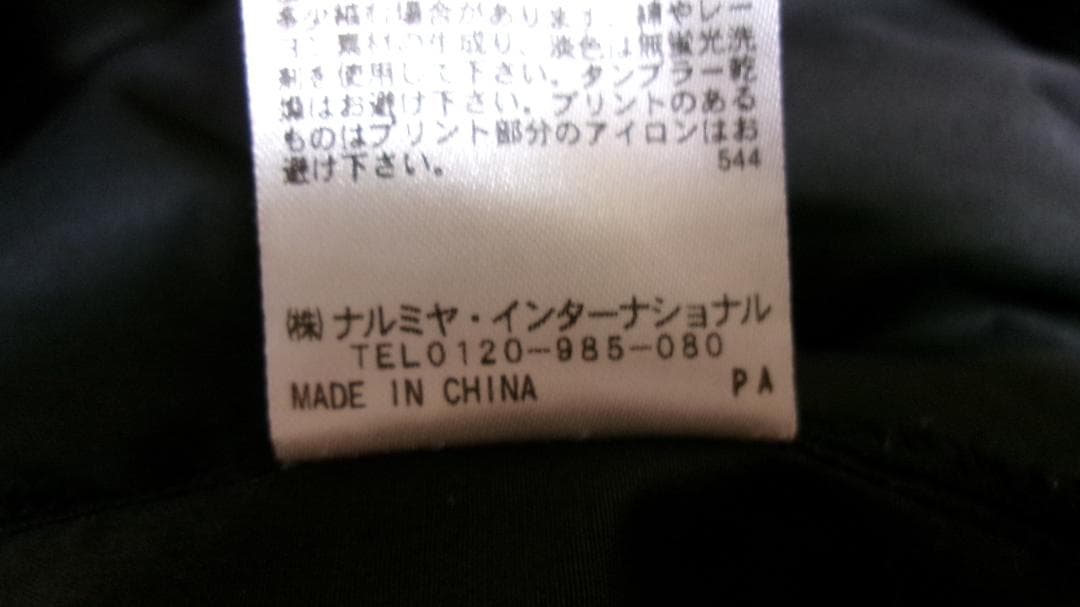 多少縮む場合があります。綿やレー
ヨン素材の生成り、淡色は無蛍光洗
剤を使用して下さい。タンブラー乾
燥はお避け下さい。プリントのある
ものはプリント部分のアイロンはお
避け下さい。
544
㈱ナルミヤ・インターナショナル
TEL0120-985-080
MADE IN CHINA PA